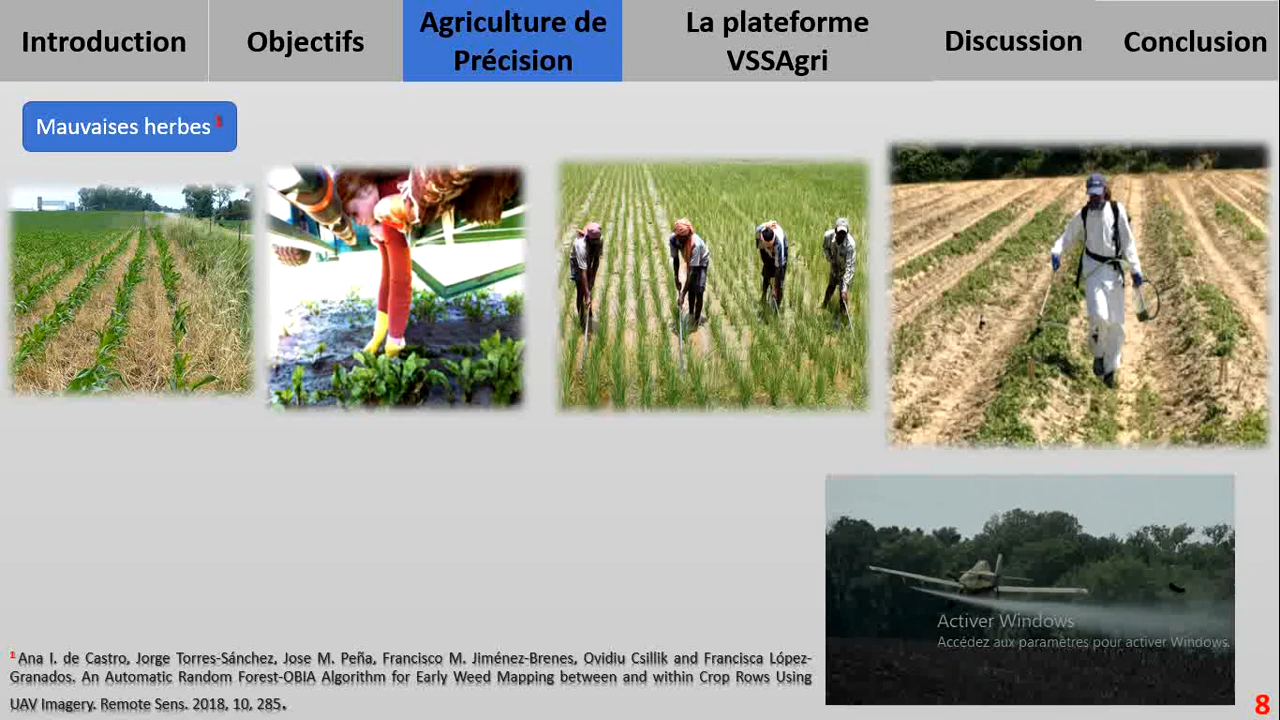 Introduction
Objectifs
Agriculture de
Précision
La plateforme
VSSAgri
Discussion
Conclusion
Mauvaises herbes 1
Activer Windows
Accédez aux paramètres pour activer Windows.
1 Ana I. de Castro, Jorge Torres-Sánchez, Jose M. Peña, Francisco M. Jiménez-Brenes, Ovidiu Csillik and Francisca López-
Granados. An Automatic Random Forest-OBIA Algorithm for Early Weed Mapping between and within Crop Rows Using
UAV Imagery. Remote Sens. 2018, 10, 285.
8